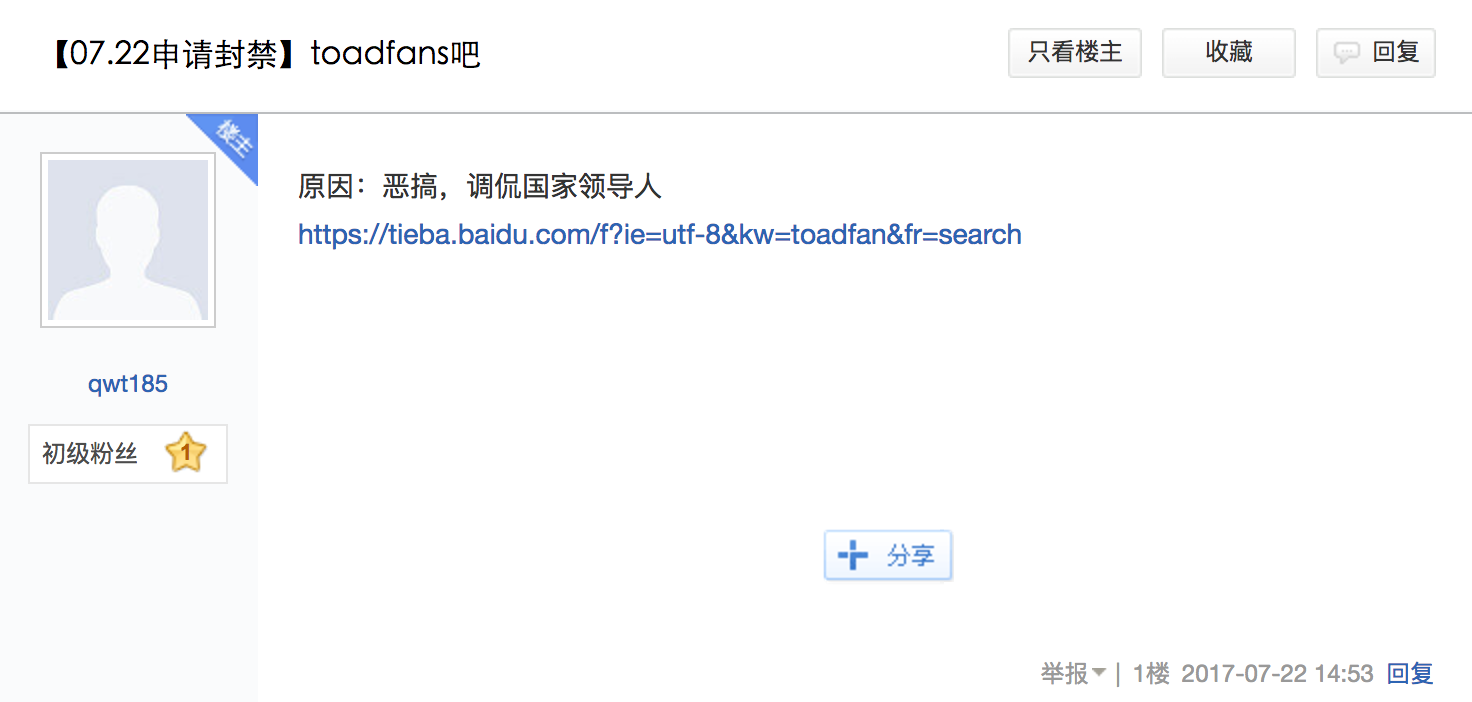 【07.22申请封禁】toadfans吧
只看楼主
收藏
回复
楼主
原因：恶搞，调侃国家领导人
https://tieba.baidu.com/f?ie=utf-8&kw=toadfan&fr=search
qwt185
初级粉丝 1
分享
举报 | 1楼 2017-07-22 14:53 回复